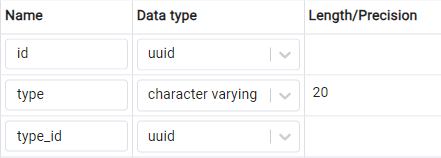 Name Data type Length/Precision
id uuid
type character varying 20
type_id uuid